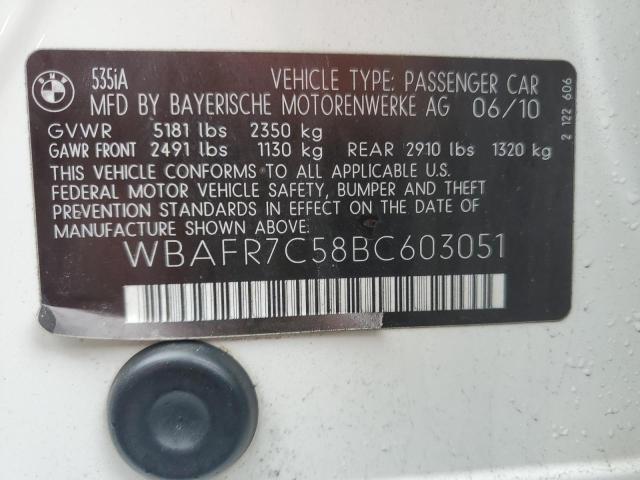 BMW
535iA VEHICLE TYPE: PASSENGER CAR
MFD BY BAYERISCHE MOTORENWERKE AG 06/10
GVWR 5181 lbs 2350 kg
GAWR FRONT 2491 lbs 1130 kg REAR 2910 lbs 1320 kg
THIS VEHICLE CONFORMS TO ALL APPLICABLE U.S.
FEDERAL MOTOR VEHICLE SAFETY, BUMPER AND THEFT
PREVENTION STANDARDS IN EFFECT ON THE DATE OF
MANUFACTURE SHOWN ABOVE:
WBAFR7C58BC603051
2 122 606